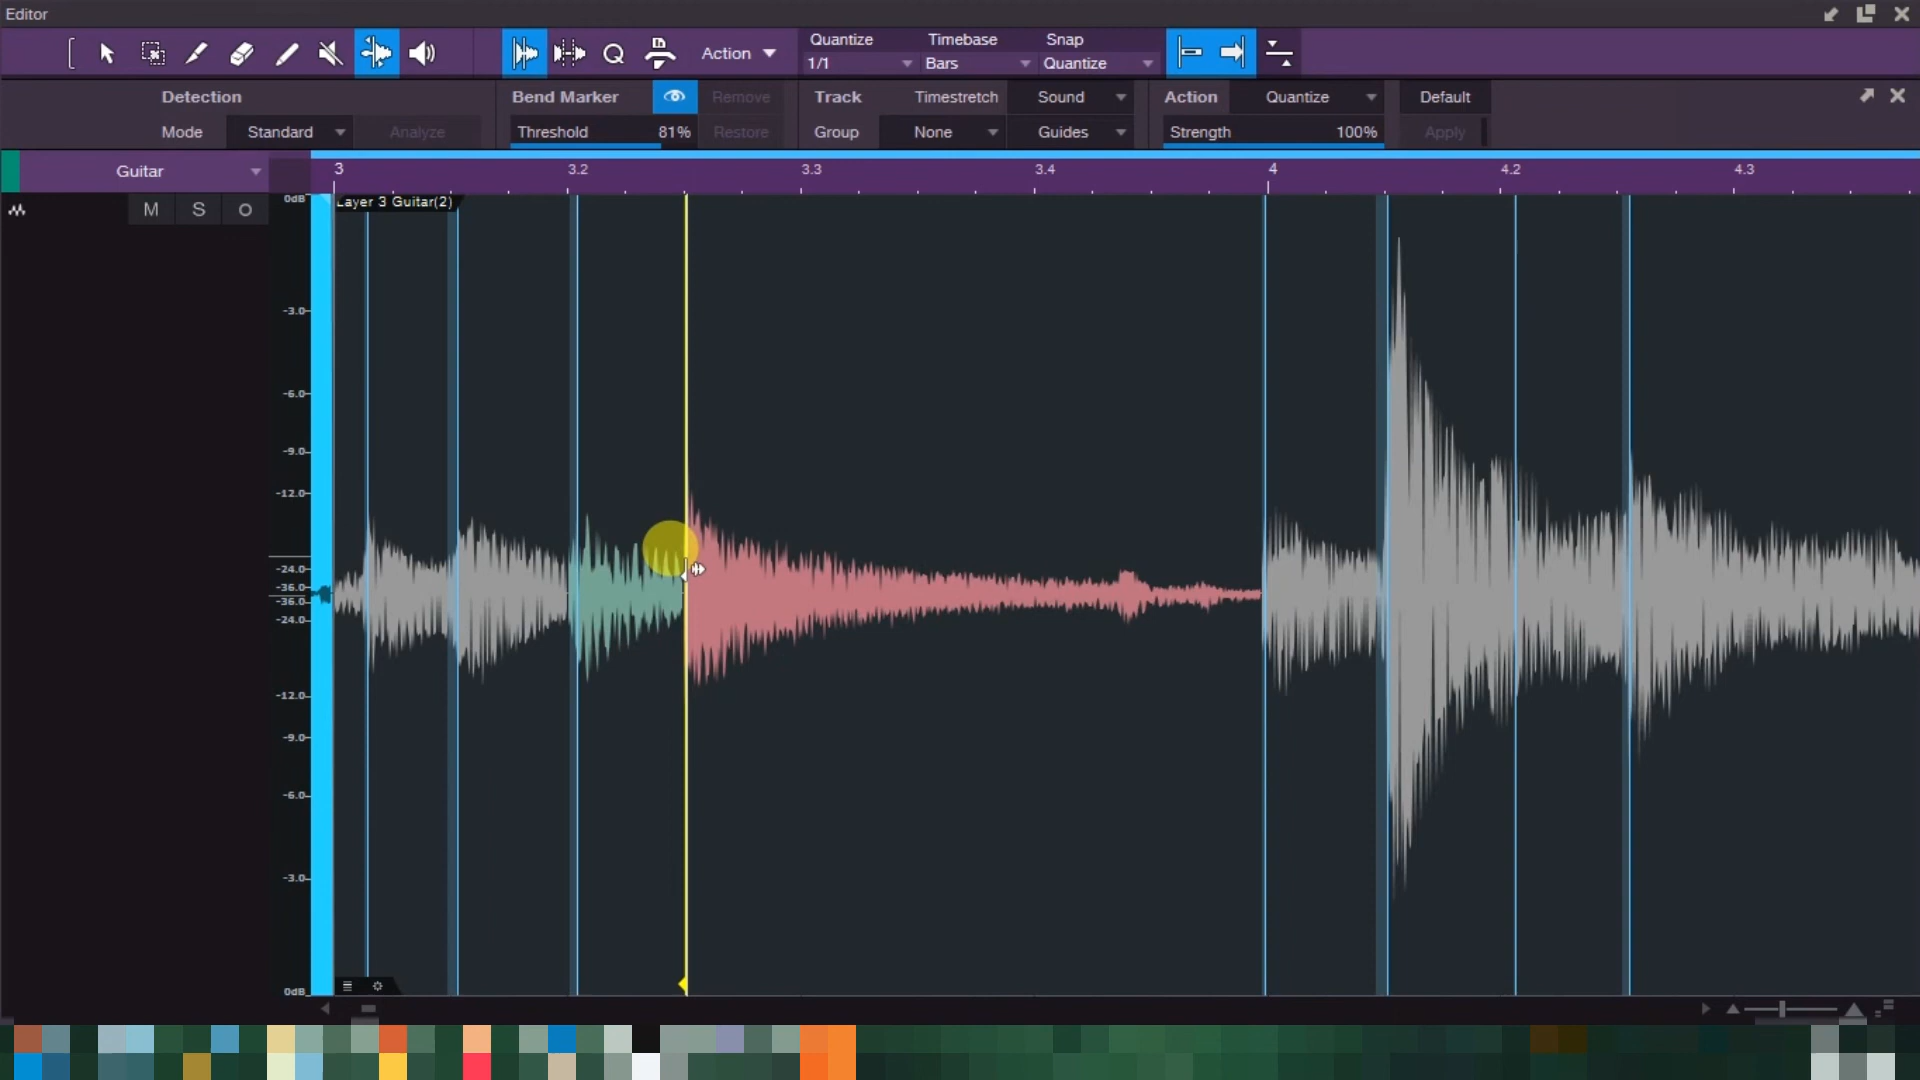 Editor
Action
Quantize
1/1
Timebase
Bars
Snap
Quantize
Detection
Mode
Standard
Analyze
Bend Marker
Threshold
81%
Remove
Restore
Track
Timestretch
Sound
Group
None
Guides
Action
Quantize
Strength
100%
Default
Apply
Guitar
3
3.2
3.3
3.4
4
4.2
4.3
M
S
Layer 3 Guitar(2)
0dB
-3.0
-6.0
-9.0
-12.0
-24.0
-36.0
-36.0
-24.0
-12.0
-9.0
-6.0
-3.0
0dB